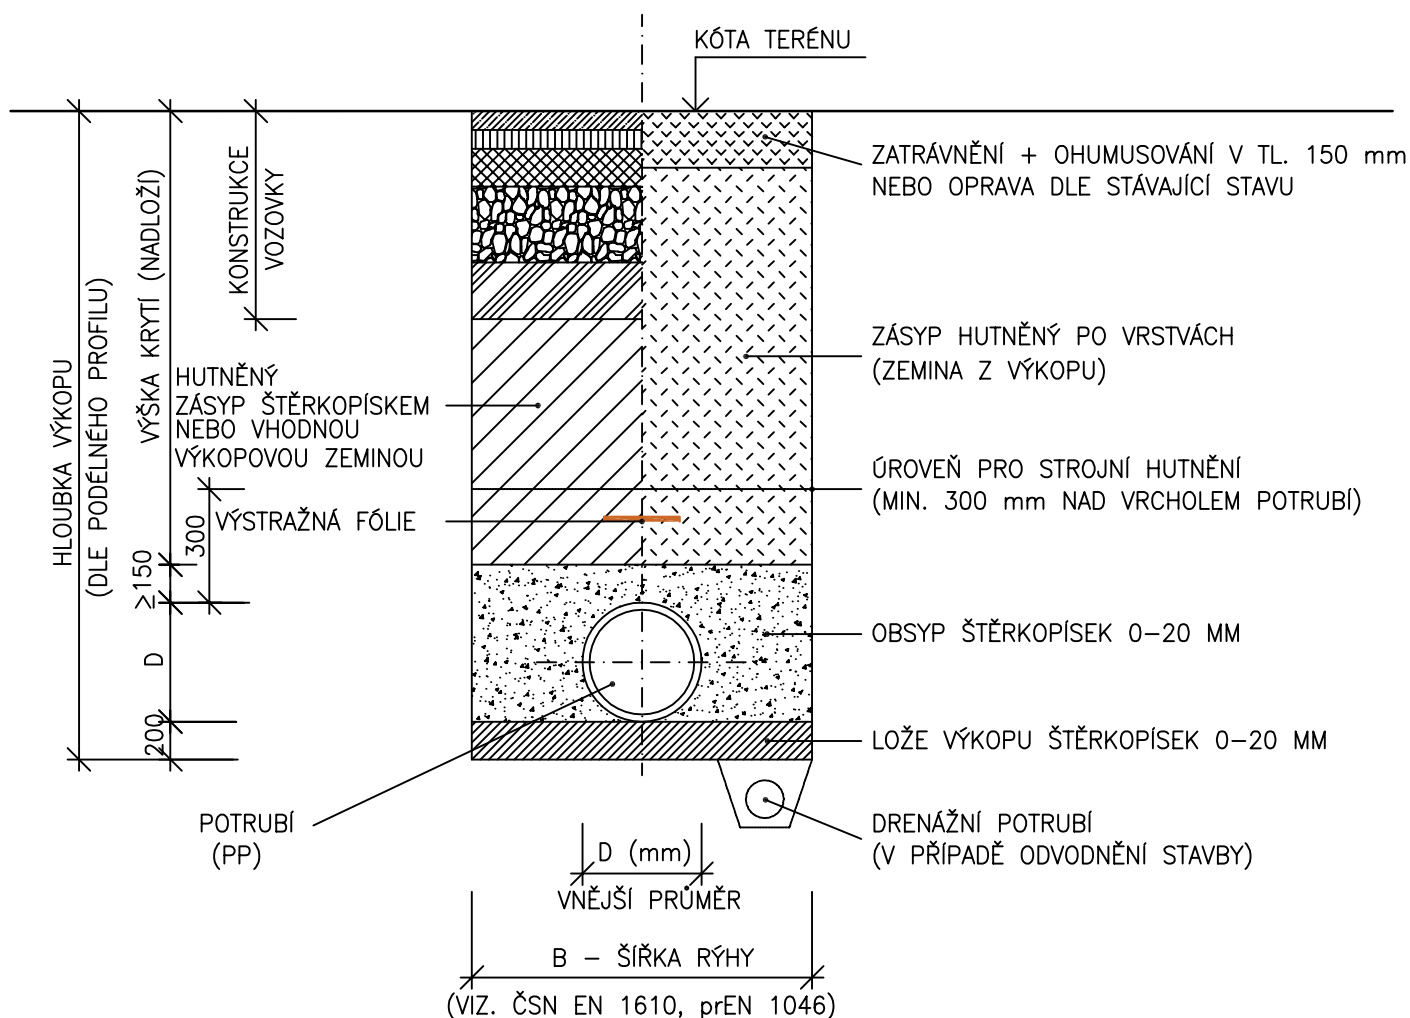 KÓTA TERÉNU
ZATRÁVNĚNÍ + OHUMUSOVÁNÍ V TL. 150 mm
NEBO OPRAVA DLE STÁVAJÍCÍ STAVU
KONSTRUKCE
VOZOVKY
HLOUBKA VÝKOPU
(DLE PODÉLNÉHO PROFILU)
VÝŠKA KRYTÍ (NADLOŽÍ)
ZÁSYP HUTNĚNÝ PO VRSTVÁCH
(ZEMINA Z VÝKOPU)
HUTNĚNÝ
ZÁSYP ŠTĚRKOPÍSKEM
NEBO VHODNOU
VÝKOPOVOU ZEMINOU
ÚROVEŇ PRO STROJNÍ HUTNĚNÍ
(MIN. 300 mm NAD VRCHOLEM POTRUBÍ)
VÝSTRAŽNÁ FÓLIE
300
≥150
D
200
OBSYP ŠTĚRKOPÍSEK 0-20 MM
LOŽE VÝKOPU ŠTĚRKOPÍSEK 0-20 MM
POTRUBÍ
(PP)
DRENÁŽNÍ POTRUBÍ
(V PŘÍPADĚ ODVODNĚNÍ STAVBY)
D (mm)
VNĚJŠÍ PRŮMĚR
B - ŠÍŘKA RÝHY
(VIZ. ČSN EN 1610, prEN 1046)